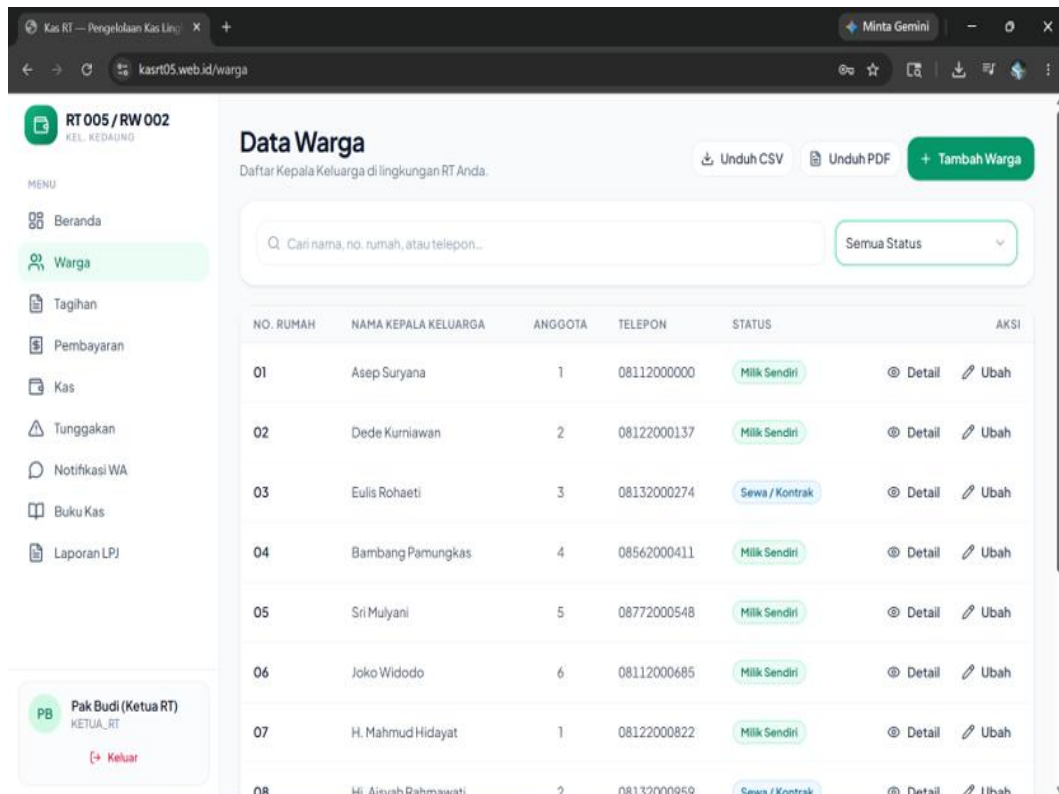 Kas RT — Pengelolaan Kas Ling
Minta Gemini
kasrt05.web.id/warga
RT 005 / RW 002
KEL. KEDAUNG
MENU
Beranda
Warga
Tagihan
Pembayaran
Kas
Tunggakan
Notifikasi WA
Buku Kas
Laporan LPJ
PB
Pak Budi (Ketua RT)
KETUA_RT
Keluar
Data Warga
Daftar Kepala Keluarga di lingkungan RT Anda.
Unduh CSV
Unduh PDF
+ Tambah Warga
Cari nama, no. rumah, atau telepon...
Semua Status
NO. RUMAH NAMA KEPALA KELUARGA ANGGOTA TELEPON STATUS AKSI
01 Asep Suryana 1 08112000000 Milik Sendiri Detail Ubah
02 Dede Kurniawan 2 08122000137 Milik Sendiri Detail Ubah
03 Eulis Rohaeti 3 08132000274 Sewa / Kontrak Detail Ubah
04 Bambang Pamungkas 4 08562000411 Milik Sendiri Detail Ubah
05 Sri Mulyani 5 08772000548 Milik Sendiri Detail Ubah
06 Joko Widodo 6 08112000685 Milik Sendiri Detail Ubah
07 H. Mahmud Hidayat 1 08122000822 Milik Sendiri Detail Ubah
08 Hj. Aisyah Rahmawati 2 08132000959 Sewa / Kontrak Detail Ubah